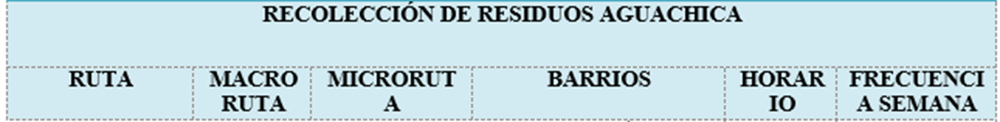 RECOLECCIÓN DE RESIDUOS AGUACHICA
RUTA
MACRO
RUTA
MICRORUT
A
BARRIOS
HORAR
IO
FRECUENCI
A SEMANA